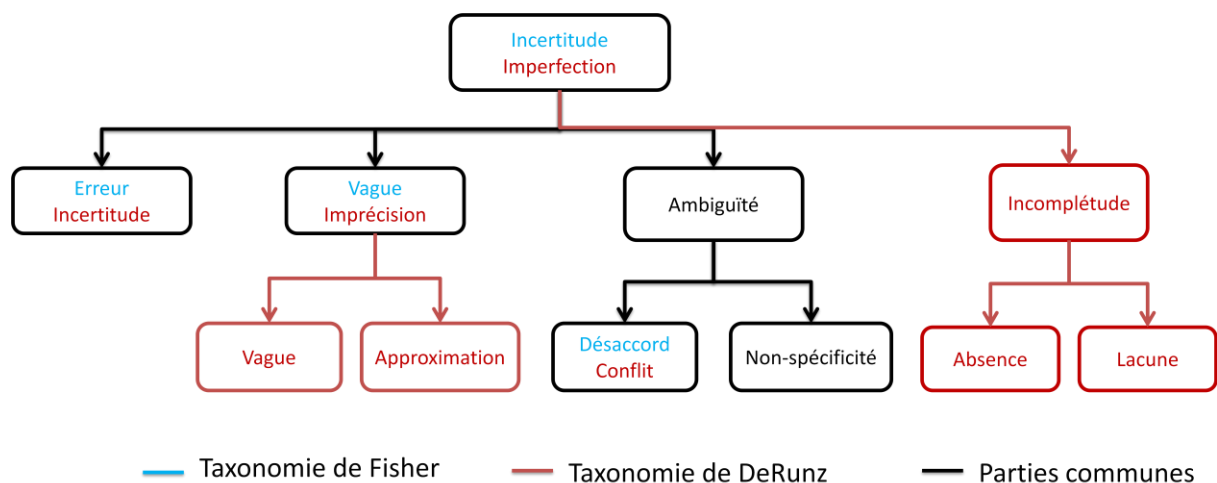 Incertitude
Imperfection
Erreur
Incertitude
Vague
Imprécision
Ambiguïté
Incomplétude
Vague
Approximation
Désaccord
Conflit
Non-spécificité
Absence
Lacune
Taxonomie de Fisher
Taxonomie de DeRunz
Parties communes